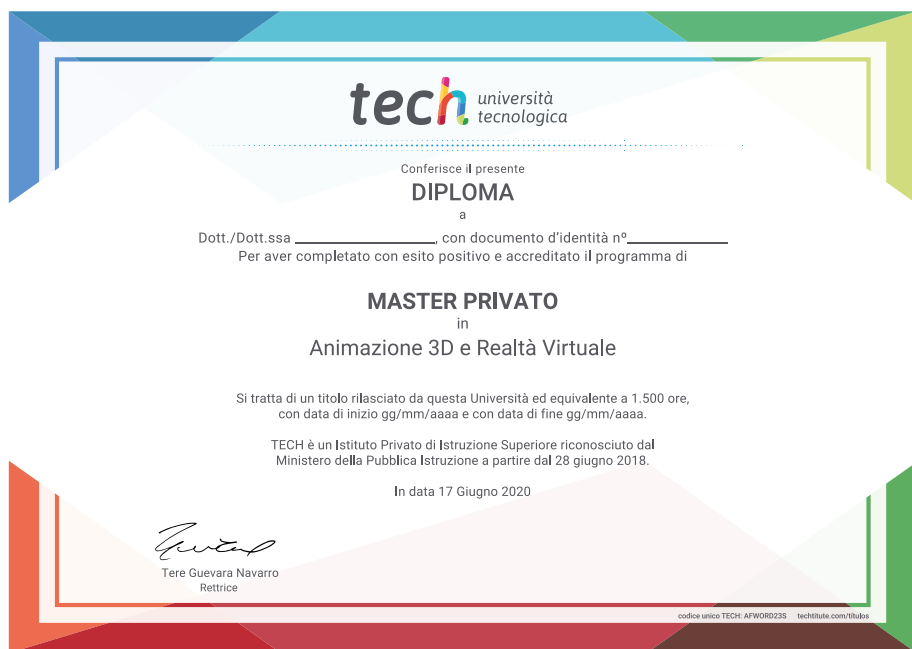 tech università
tecnologica
Conferisce il presente
DIPLOMA
a
Dott./Dott.ssa ________________, con documento d'identità nº____________
Per aver completato con esito positivo e accreditato il programma di
MASTER PRIVATO
in
Animazione 3D e Realtà Virtuale
Si tratta di un titolo rilasciato da questa Università ed equivalente a 1.500 ore,
con data di inizio gg/mm/aaaa e con data di fine gg/mm/aaaa.
TECH è un Istituto Privato di Istruzione Superiore riconosciuto dal
Ministero della Pubblica Istruzione a partire dal 28 giugno 2018.
In data 17 Giugno 2020
Tere Guevara Navarro
Rettrice
codice unico TECH: AFWORD23S techtitute.com/titulos